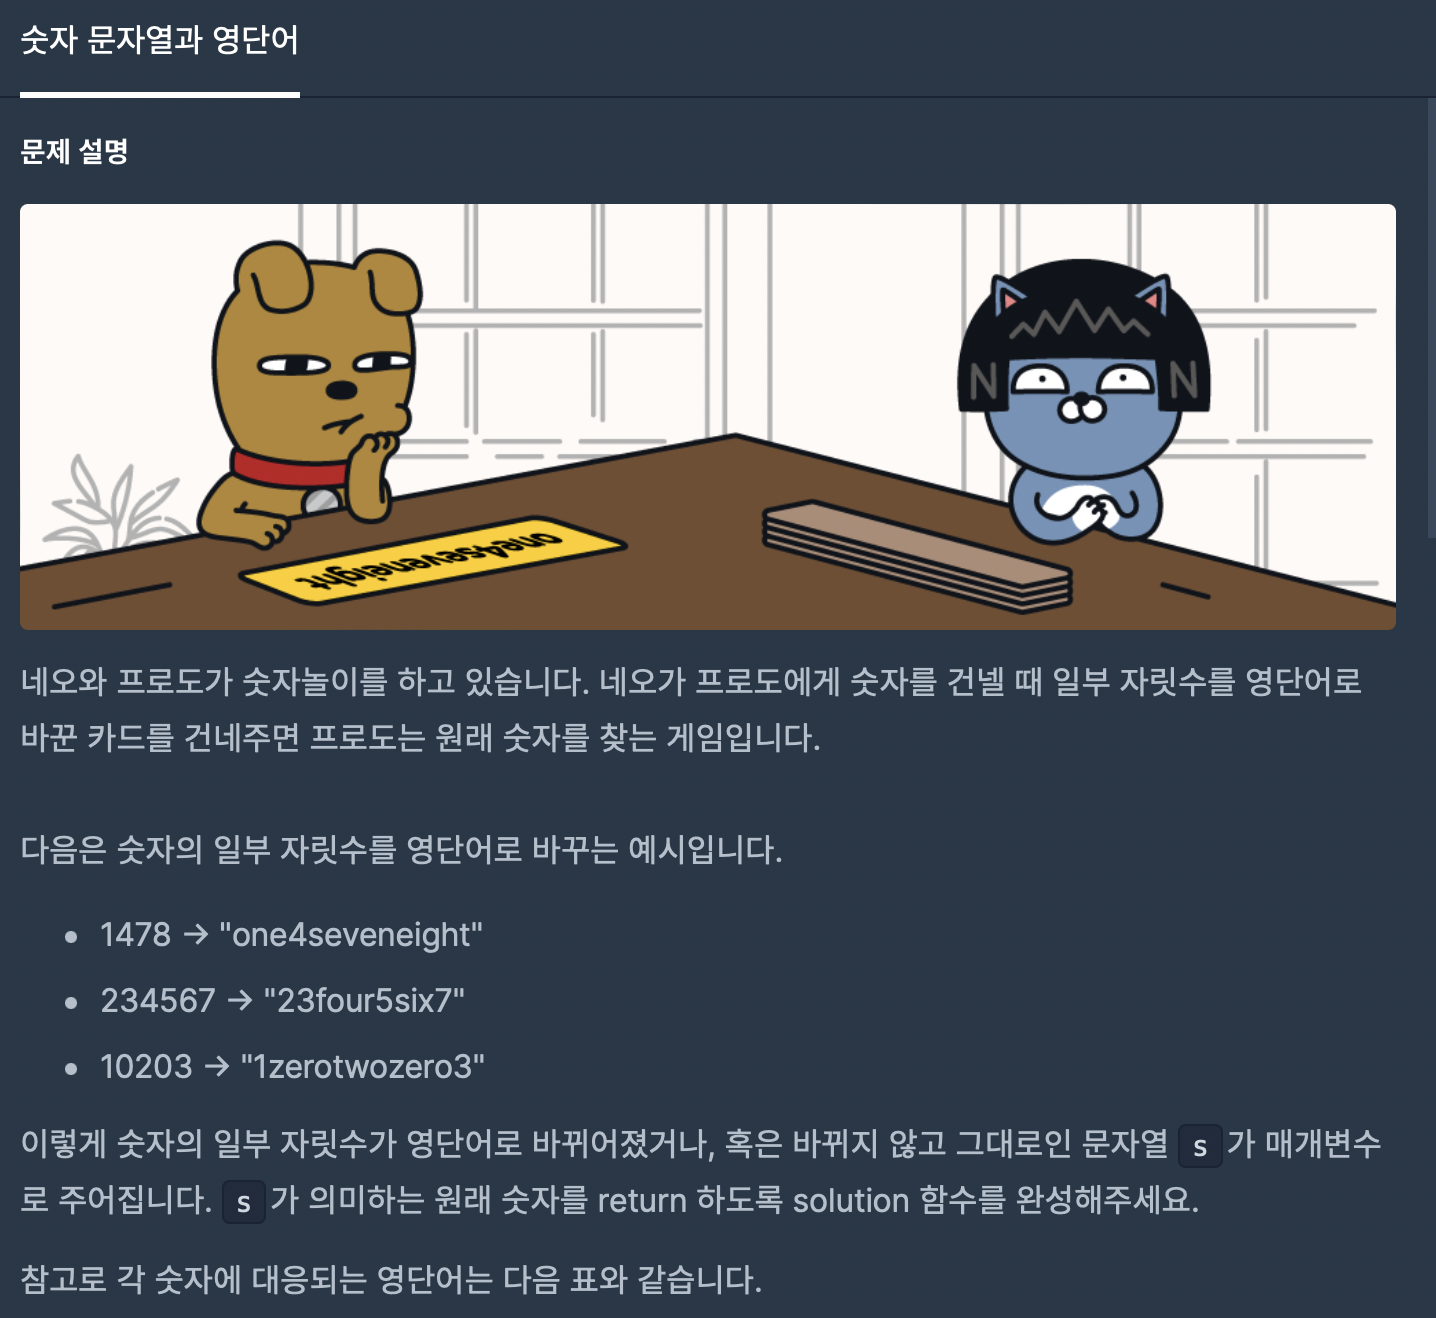 숫자 문자열과 영단어
문제 설명
N N
one4seveneight
네오와 프로도가 숫자놀이를 하고 있습니다. 네오가 프로도에게 숫자를 건넬 때 일부 자릿수를 영단어로
바꾼 카드를 건네주면 프로도는 원래 숫자를 찾는 게임입니다.
다음은 숫자의 일부 자릿수를 영단어로 바꾸는 예시입니다.
• 1478 → "one4seveneight"
• 234567 → "23four5six7"
• 10203 → "1zerotwozero3"
이렇게 숫자의 일부 자릿수가 영단어로 바뀌어졌거나, 혹은 바뀌지 않고 그대로인 문자열 s가 매개변수
로 주어집니다. s가 의미하는 원래 숫자를 return 하도록 solution 함수를 완성해주세요.
참고로 각 숫자에 대응되는 영단어는 다음 표와 같습니다.